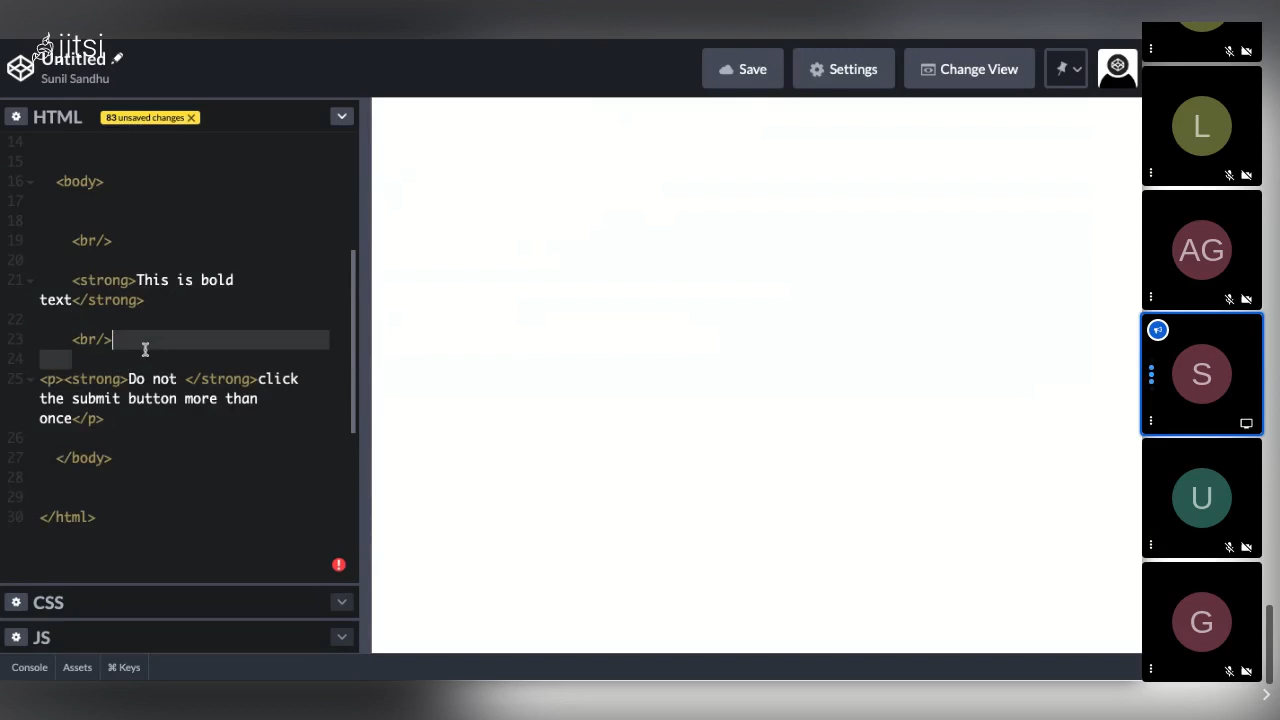 jitsi
Untitled
Sunil Sandhu
Save
Settings
Change View
HTML
83 unsaved changes X
14
15
16 <body>
17
18
19 <br/>
20
21 <strong>This is bold
text</strong>
22
23 <br/>
24
25 <p><strong>Do not </strong>click
the submit button more than
once</p>
26
27 </body>
28
29
30 </html>
CSS
JS
Console
Assets
⌘ Keys
L
AG
S
U
G